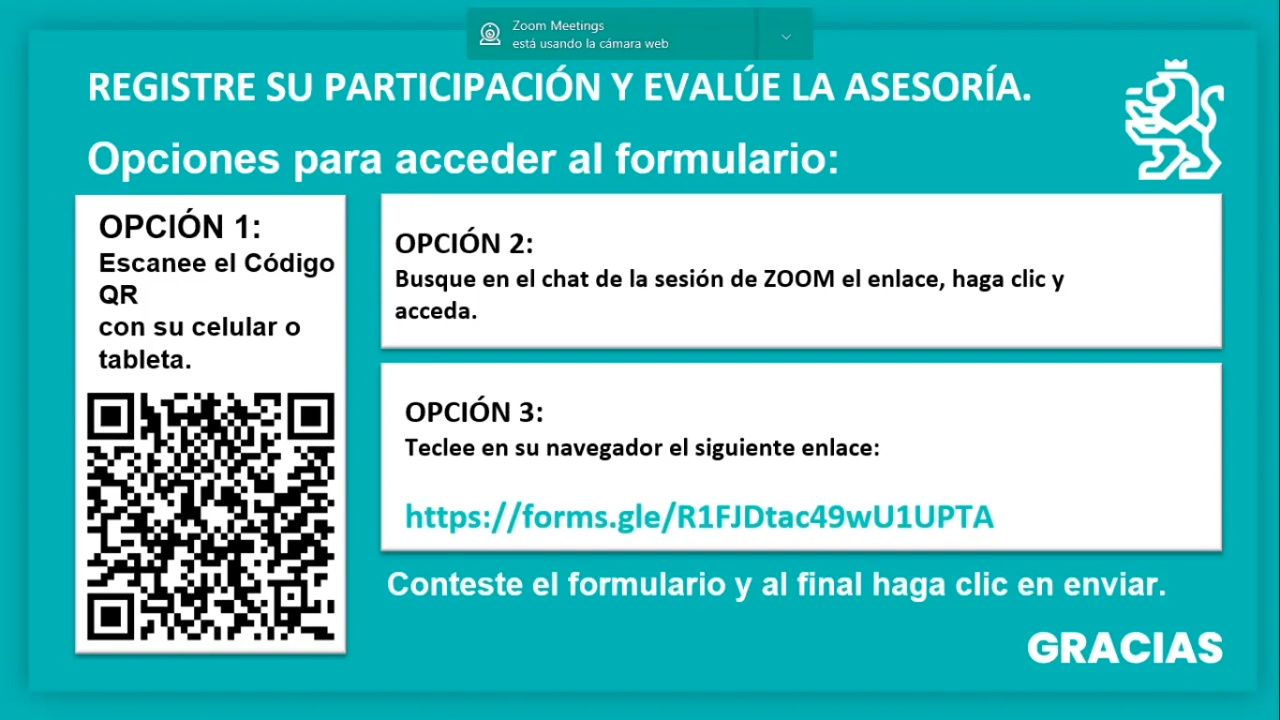 Zoom Meetings
está usando la cámara web
REGISTRE SU PARTICIPACIÓN Y EVALÚE LA ASESORÍA.
Opciones para acceder al formulario:
OPCIÓN 1:
Escanee el Código
QR
con su celular o
tableta.
OPCIÓN 2:
Busque en el chat de la sesión de ZOOM el enlace, haga clic y
acceda.
OPCIÓN 3:
Teclee en su navegador el siguiente enlace:
https://forms.gle/R1FJDtac49wU1UPTA
Conteste el formulario y al final haga clic en enviar.
GRACIAS